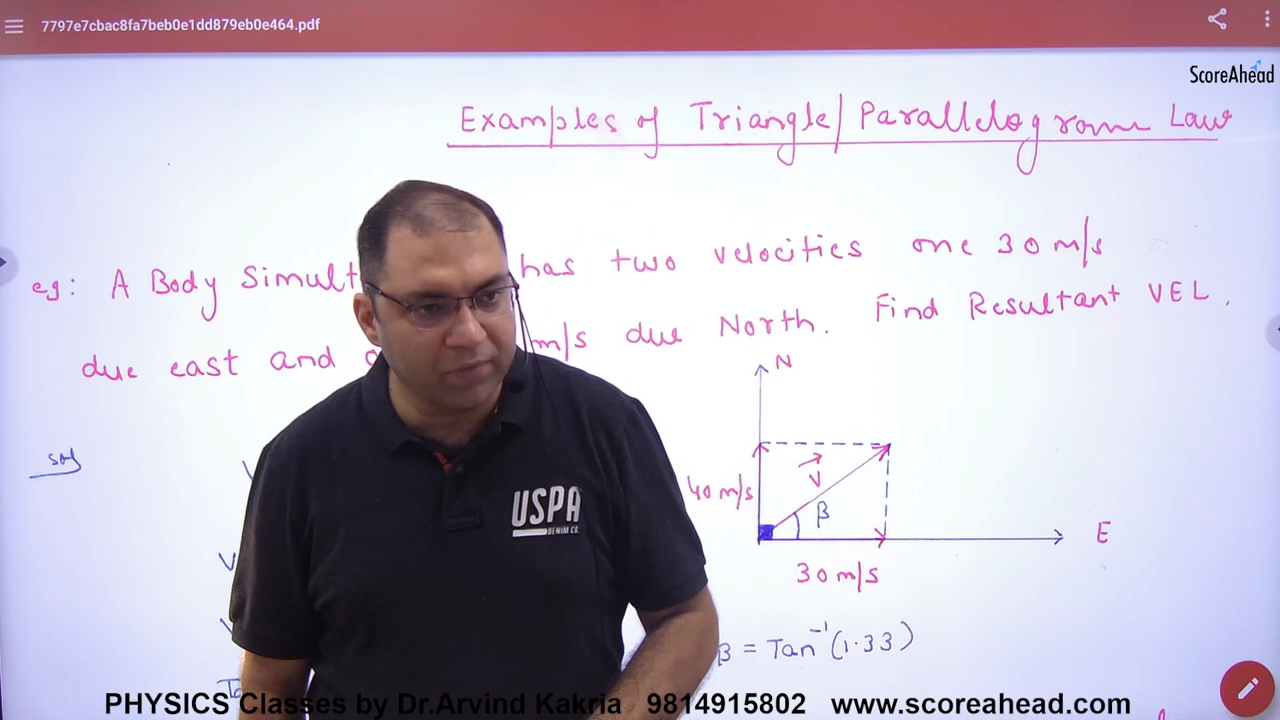 7797e7cbac8fa7beb0e1dd879eb0e464.pdf
ScoreAhead
Examples of Triangle/Parallelogram Law
eg: A Body Simult has two velocities one 30 m/s
due east and m/s due North. Find Resultant VEL.
N
sol
V
40 m/s
β
E
30 m/s
β = Tan⁻¹(1.33)
USPA
DENIM CO.
PHYSICS Classes by Dr.Arvind Kakria 9814915802 www.scoreahead.com